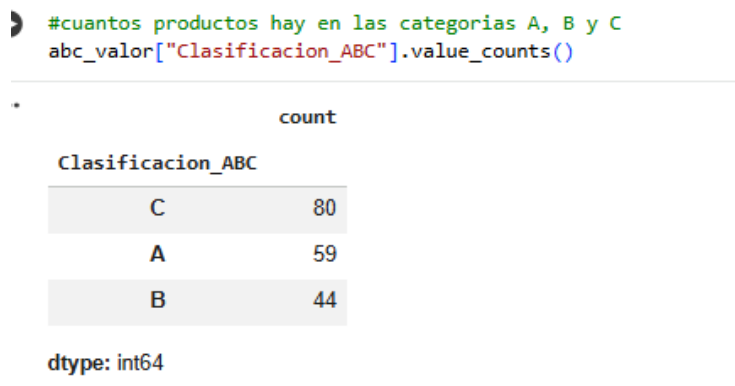 #cuantos productos hay en las categorias A, B y C
abc_valor["Clasificacion_ABC"].value_counts()
count
Clasificacion_ABC
C 80
A 59
B 44
dtype: int64